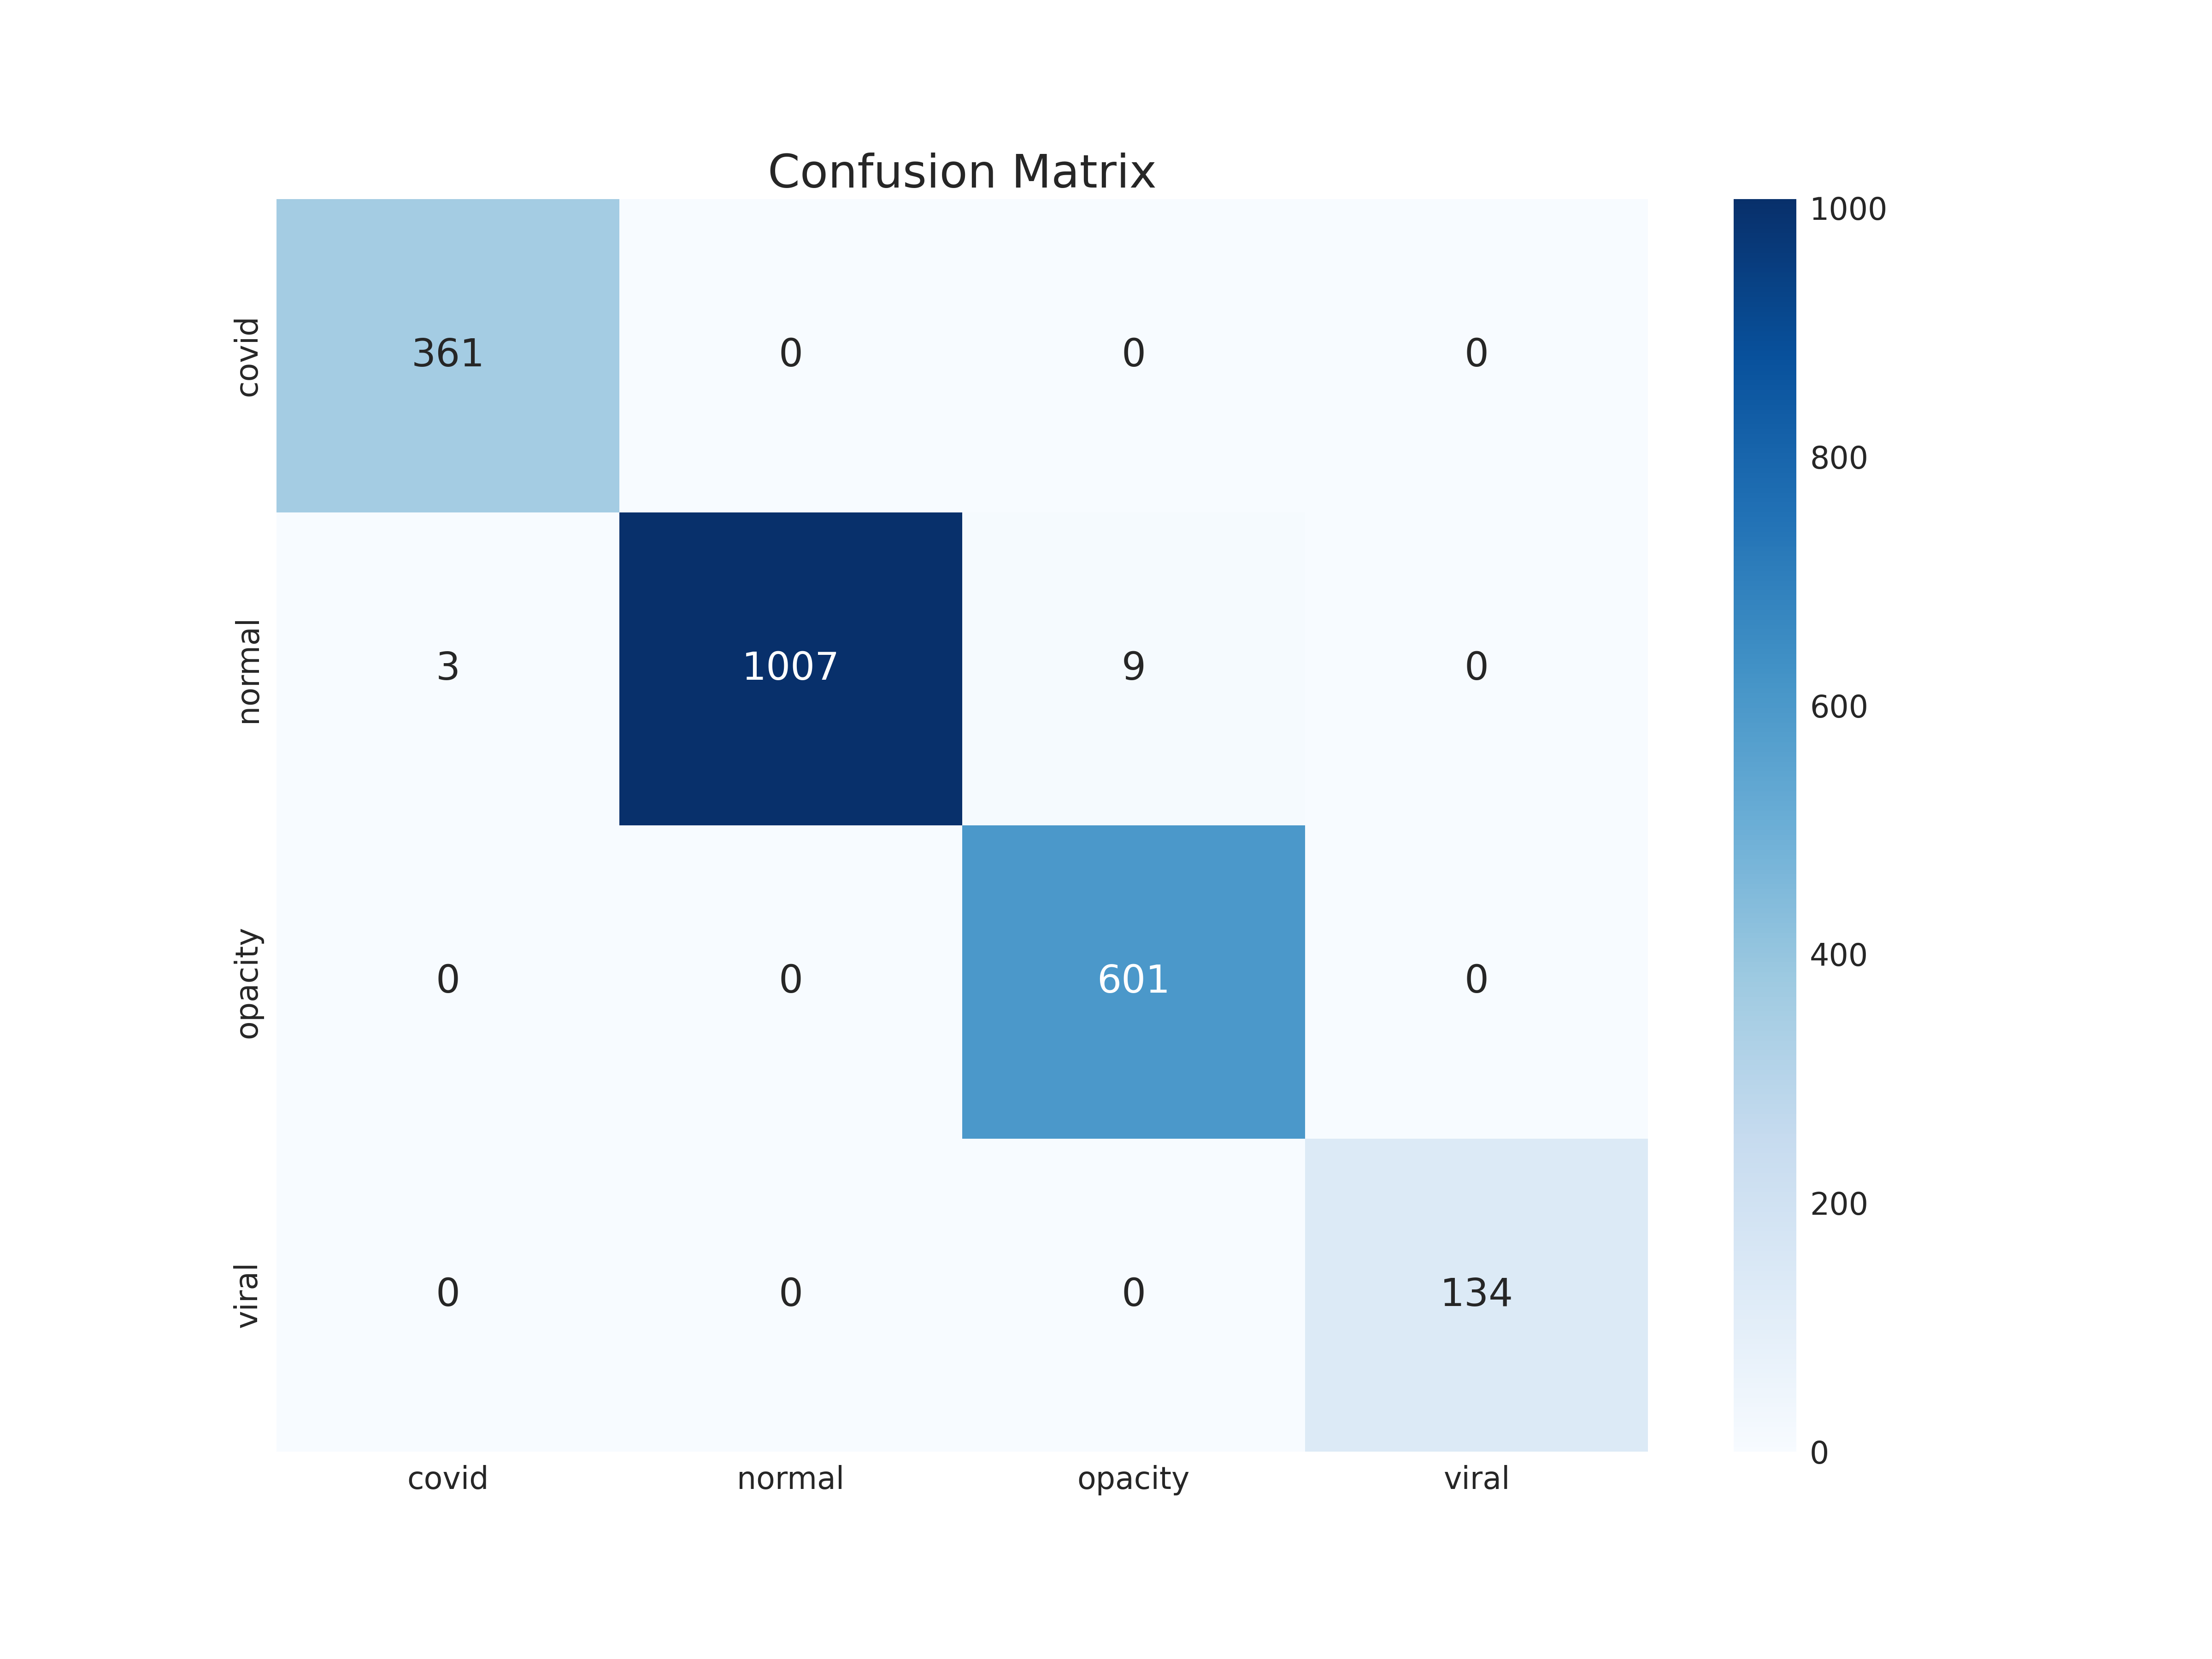 Confusion Matrix
covid 361 0 0 0
normal 3 1007 9 0
opacity 0 0 601 0
viral 0 0 0 134
covid normal opacity viral
1000
800
600
400
200
0